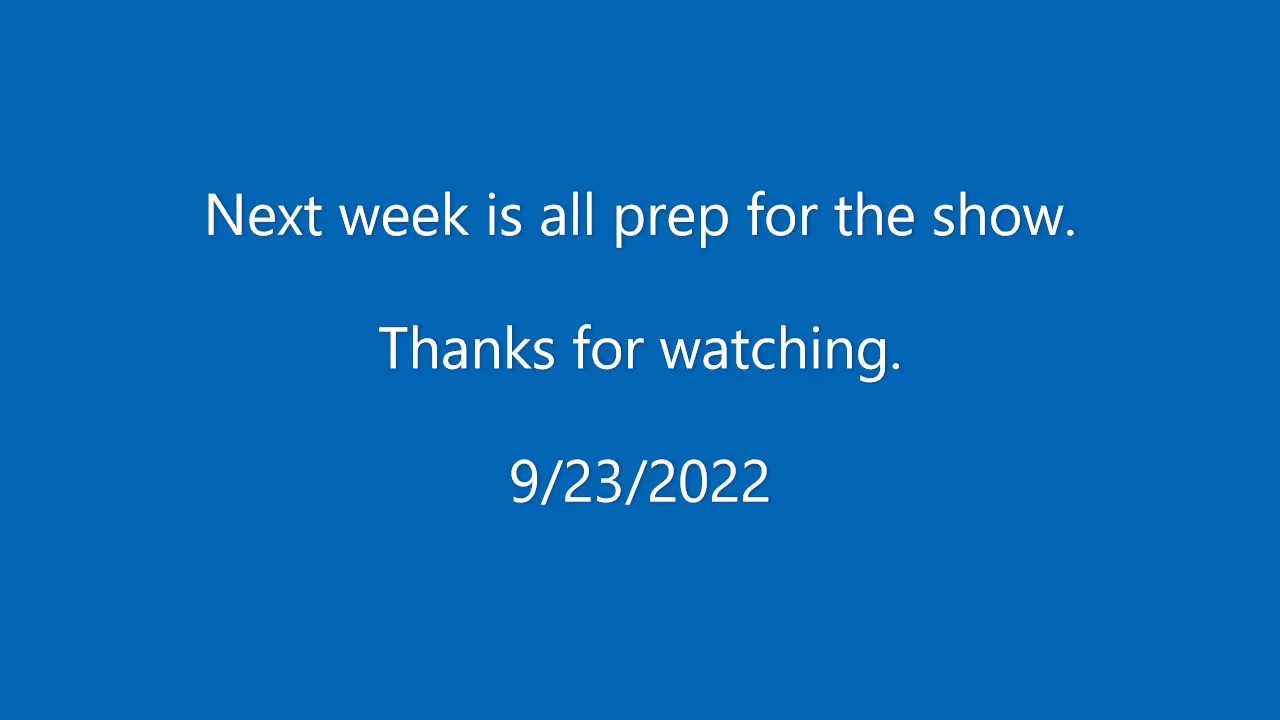 Next week is all prep for the show.
Thanks for watching.
9/23/2022